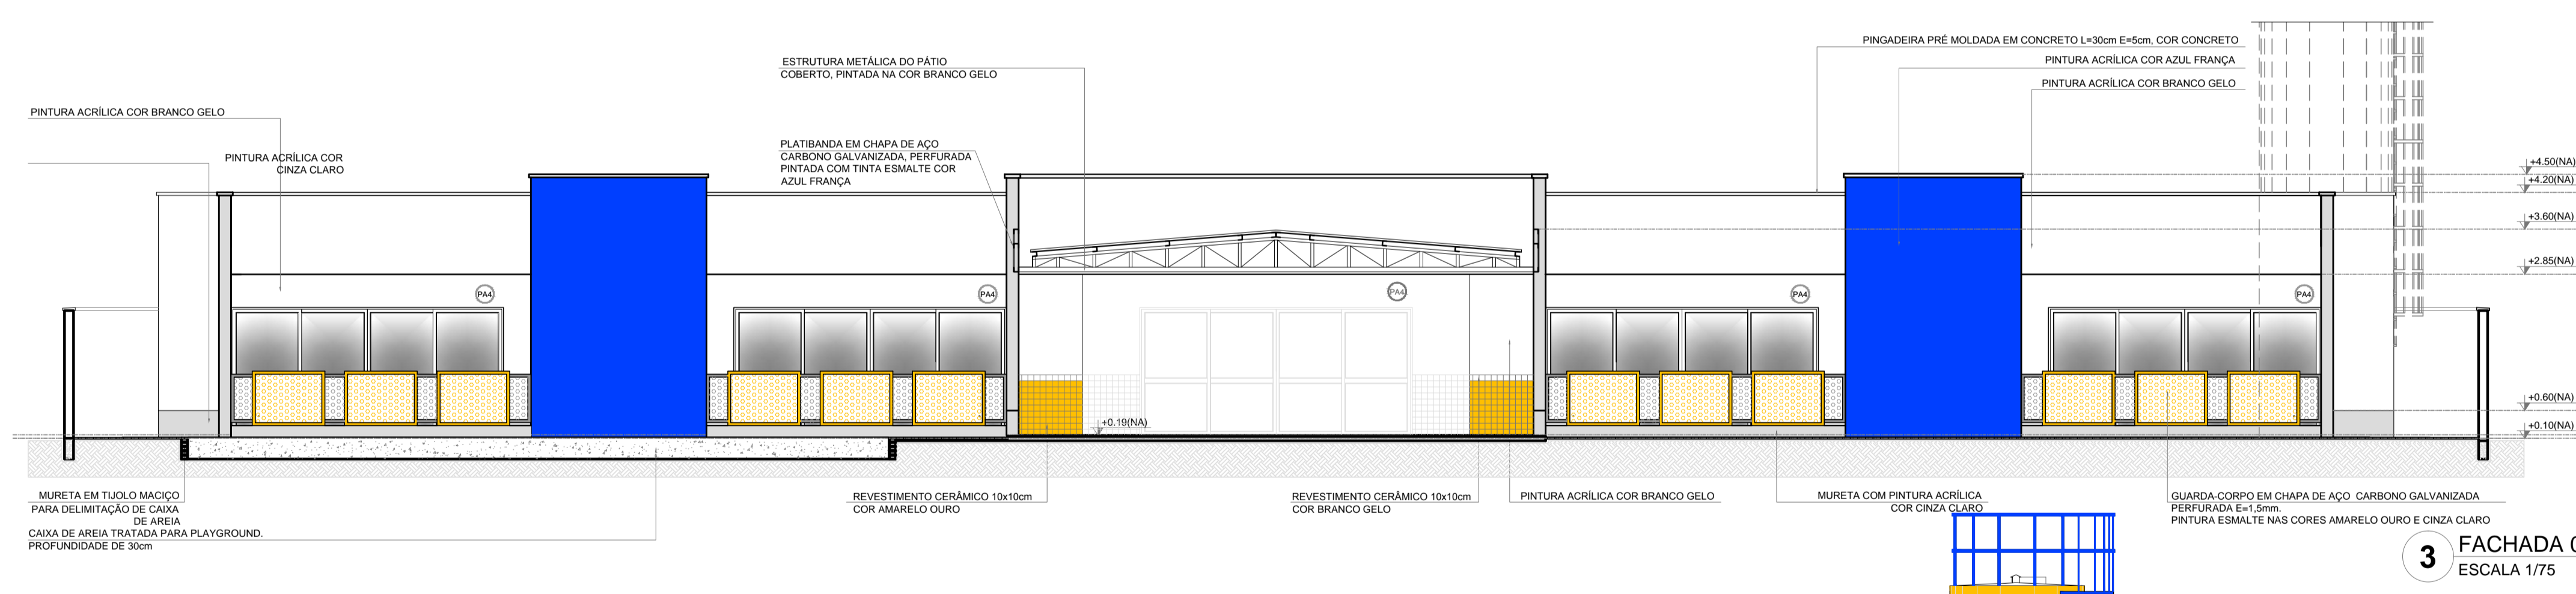 PINGADEIRA PRÉ MOLDADA EM CONCRETO L=30cm E=5cm, COR CONCRETO
PINTURA ACRÍLICA COR AZUL FRANÇA
PINTURA ACRÍLICA COR BRANCO GELO
ESTRUTURA METÁLICA DO PÁTIO
COBERTO, PINTADA NA COR BRANCO GELO
PINTURA ACRÍLICA COR BRANCO GELO
PLATIBANDA EM CHAPA DE AÇO
CARBONO GALVANIZADA, PERFURADA
PINTADA COM TINTA ESMALTE COR
AZUL FRANÇA
PINTURA ACRÍLICA COR
CINZA CLARO
+4.50(NA)
+4.20(NA)
+3.60(NA)
+2.85(NA)
PA4
PA4
PA4
PA4
PA4
+0.60(NA)
+0.19(NA)
+0.10(NA)
MURETA EM TIJOLO MACIÇO
PARA DELIMITAÇÃO DE CAIXA
DE AREIA
CAIXA DE AREIA TRATADA PARA PLAYGROUND.
PROFUNDIDADE DE 30cm
REVESTIMENTO CERÂMICO 10x10cm
COR AMARELO OURO
REVESTIMENTO CERÂMICO 10x10cm
COR BRANCO GELO
PINTURA ACRÍLICA COR BRANCO GELO
MURETA COM PINTURA ACRÍLICA
COR CINZA CLARO
GUARDA-CORPO EM CHAPA DE AÇO CARBONO GALVANIZADA
PERFURADA E=1,5mm.
PINTURA ESMALTE NAS CORES AMARELO OURO E CINZA CLARO
3
FACHADA 0
ESCALA 1/75